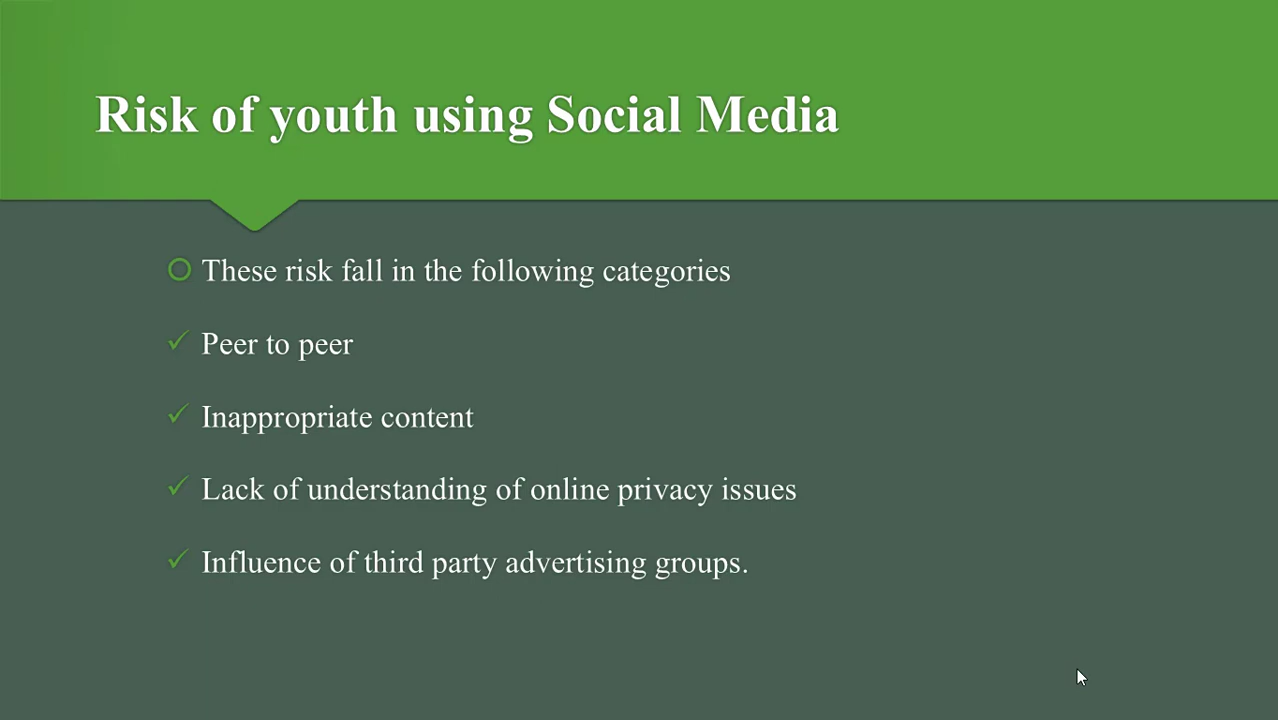 Risk of youth using Social Media
These risk fall in the following categories
Peer to peer
Inappropriate content
Lack of understanding of online privacy issues
Influence of third party advertising groups.